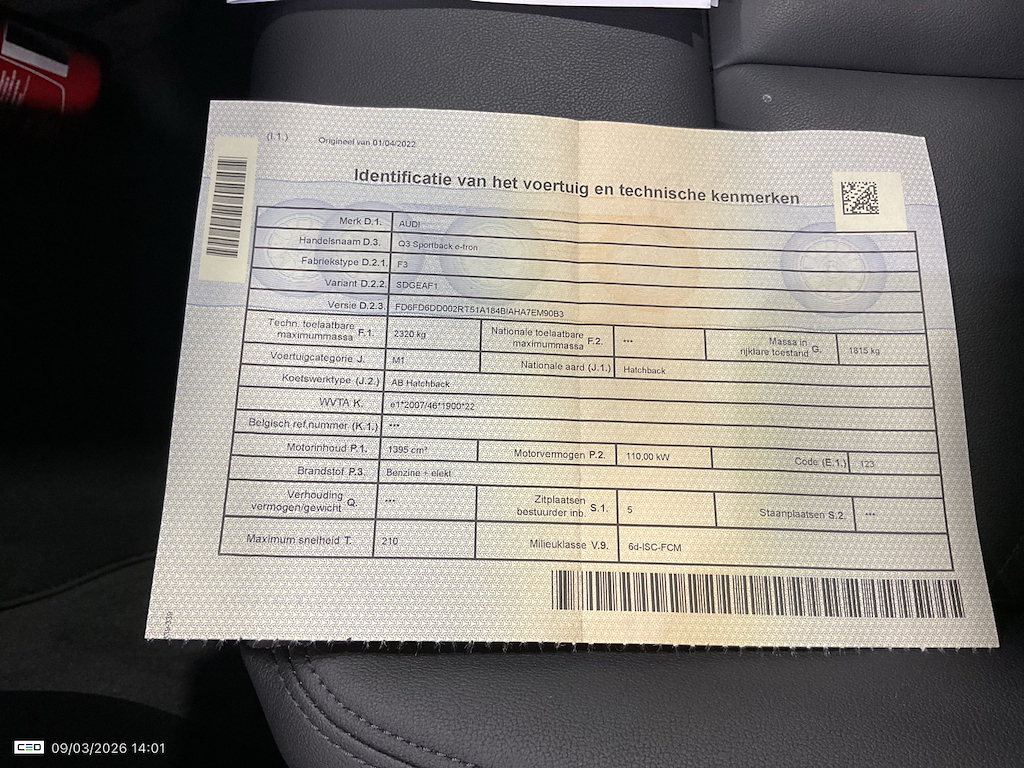 (I.1.) Origineel van 01/04/2022
Identificatie van het voertuig en technische kenmerken
Merk D.1. AUDI
Handelsnaam D.3. Q3 Sportback e-tron
Fabriekstype D.2.1. F3
Variant D.2.2. SDGEAF1
Versie D.2.3. FD6FD6DD002RT51A184BIAHA7EM90B3
Techn. toelaatbare maximummassa F.1. 2320 kg Nationale toelaatbare maximummassa F.2. *** Massa in rijklare toestand G. 1815 kg
Voertuigcategorie J. M1 Nationale aard (J.1.) Hatchback
Koetswerktype (J.2.) AB Hatchback
WVTA K. e1*2007/46*1900*22
Belgisch ref.nummer (K.1.) ***
Motorinhoud P.1. 1395 cm³ Motorvermogen P.2. 110,00 kW Code (E.1.) 123
Brandstof P.3. Benzine + elekt
Verhouding vermogen/gewicht Q. *** Zitplaatsen bestuurder inb. S.1. 5 Staanplaatsen S.2. ***
Maximum snelheid T. 210 Milieuklasse V.9. 6d-ISC-FCM
CEO 09/03/2026 14:01